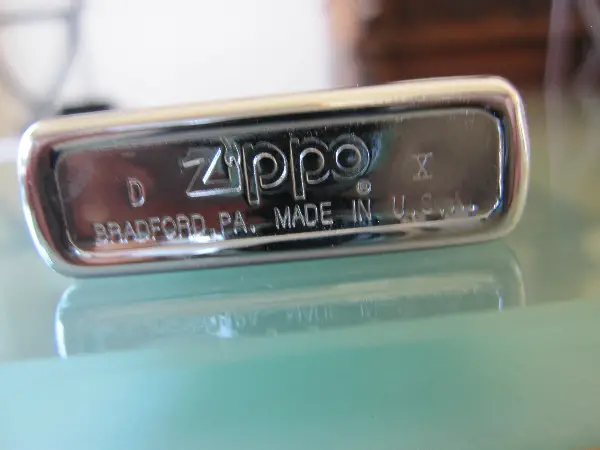 D Zippo ® X
BRADFORD, PA. MADE IN U.S.A.